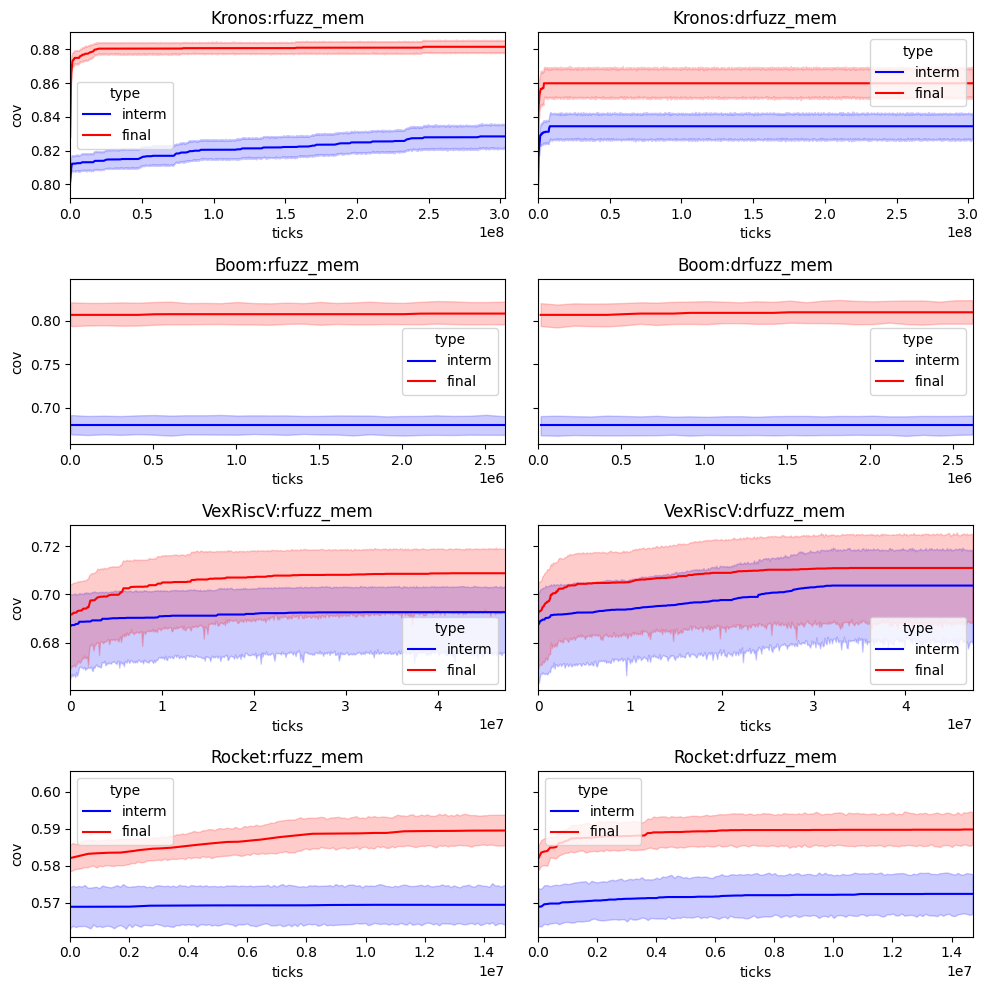 Kronos:rfuzz_mem
cov
0.88
0.86
0.84
0.82
0.80
type
interm
final
0.0 0.5 1.0 1.5 2.0 2.5 3.0
ticks
1e8
Kronos:drfuzz_mem
type
interm
final
0.0 0.5 1.0 1.5 2.0 2.5 3.0
ticks
1e8
Boom:rfuzz_mem
cov
0.80
0.75
0.70
type
interm
final
0.0 0.5 1.0 1.5 2.0 2.5
ticks
1e6
Boom:drfuzz_mem
type
interm
final
0.0 0.5 1.0 1.5 2.0 2.5
ticks
1e6
VexRiscV:rfuzz_mem
cov
0.72
0.70
0.68
type
interm
final
0 1 2 3 4
ticks
1e7
VexRiscV:drfuzz_mem
type
interm
final
0 1 2 3 4
ticks
1e7
Rocket:rfuzz_mem
cov
0.60
0.59
0.58
0.57
type
interm
final
0.0 0.2 0.4 0.6 0.8 1.0 1.2 1.4
ticks
1e7
Rocket:drfuzz_mem
type
interm
final
0.0 0.2 0.4 0.6 0.8 1.0 1.2 1.4
ticks
1e7